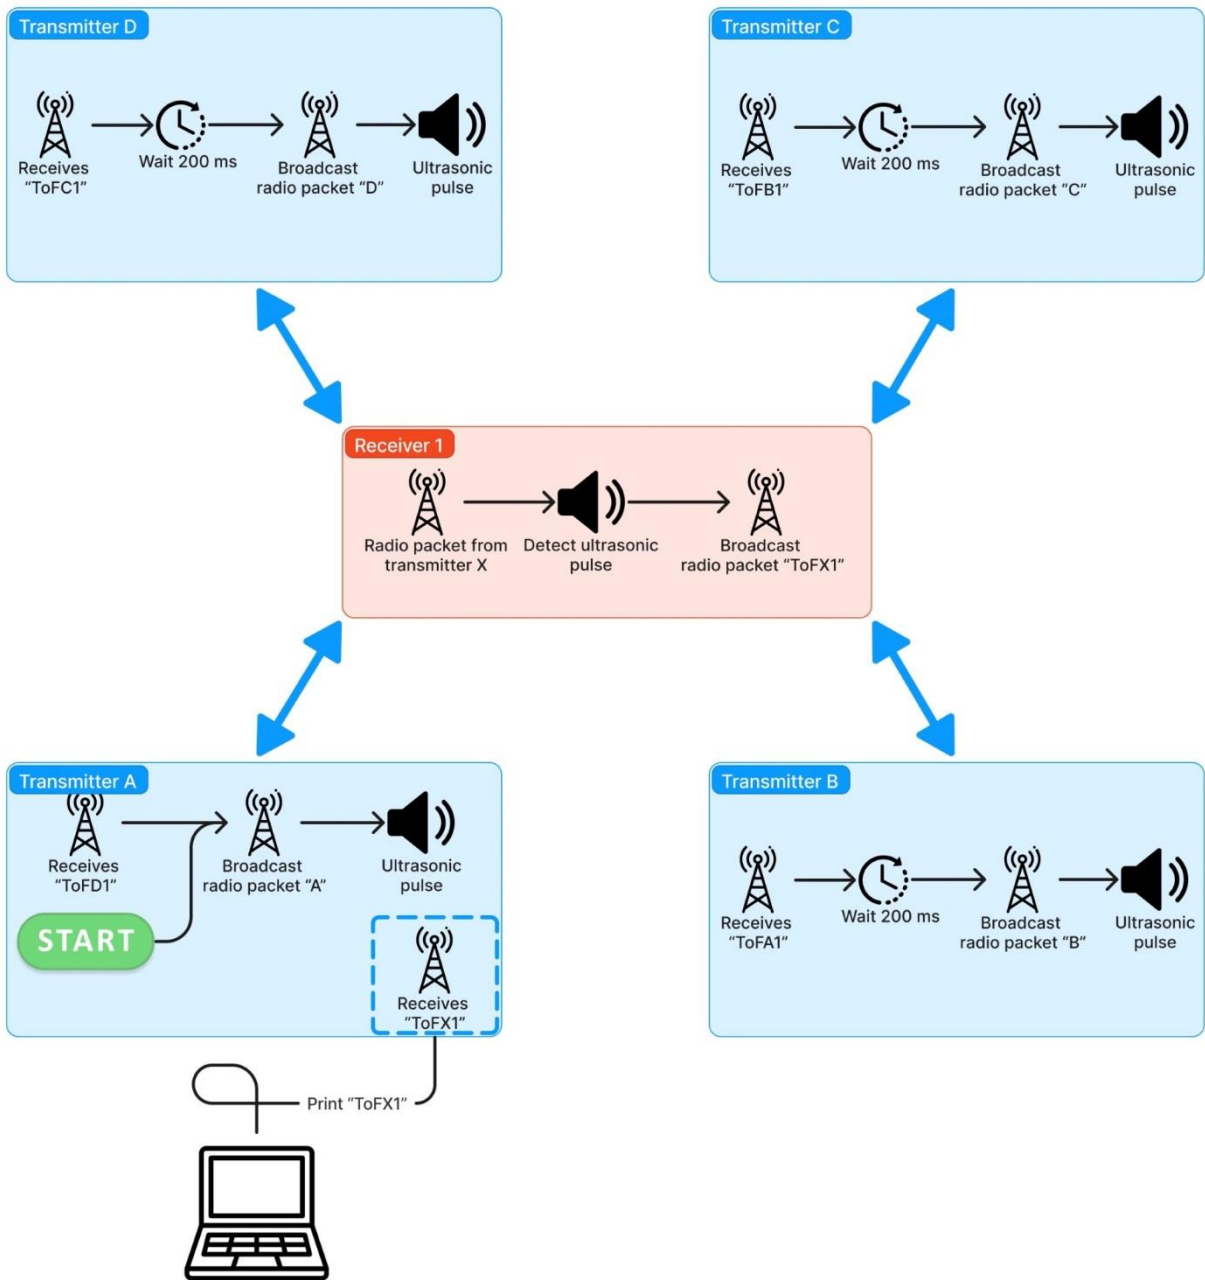 Transmitter D
Receives
“ToFC1”
Wait 200 ms
Broadcast
radio packet “D”
Ultrasonic
pulse
Transmitter C
Receives
“ToFB1”
Wait 200 ms
Broadcast
radio packet “C”
Ultrasonic
pulse
Receiver 1
Radio packet from
transmitter X
Detect ultrasonic
pulse
Broadcast
radio packet “ToFX1”
Transmitter A
Receives
“ToFD1”
Broadcast
radio packet “A”
Ultrasonic
pulse
START
Receives
“ToFX1”
Print “ToFX1”
Transmitter B
Receives
“ToFA1”
Wait 200 ms
Broadcast
radio packet “B”
Ultrasonic
pulse